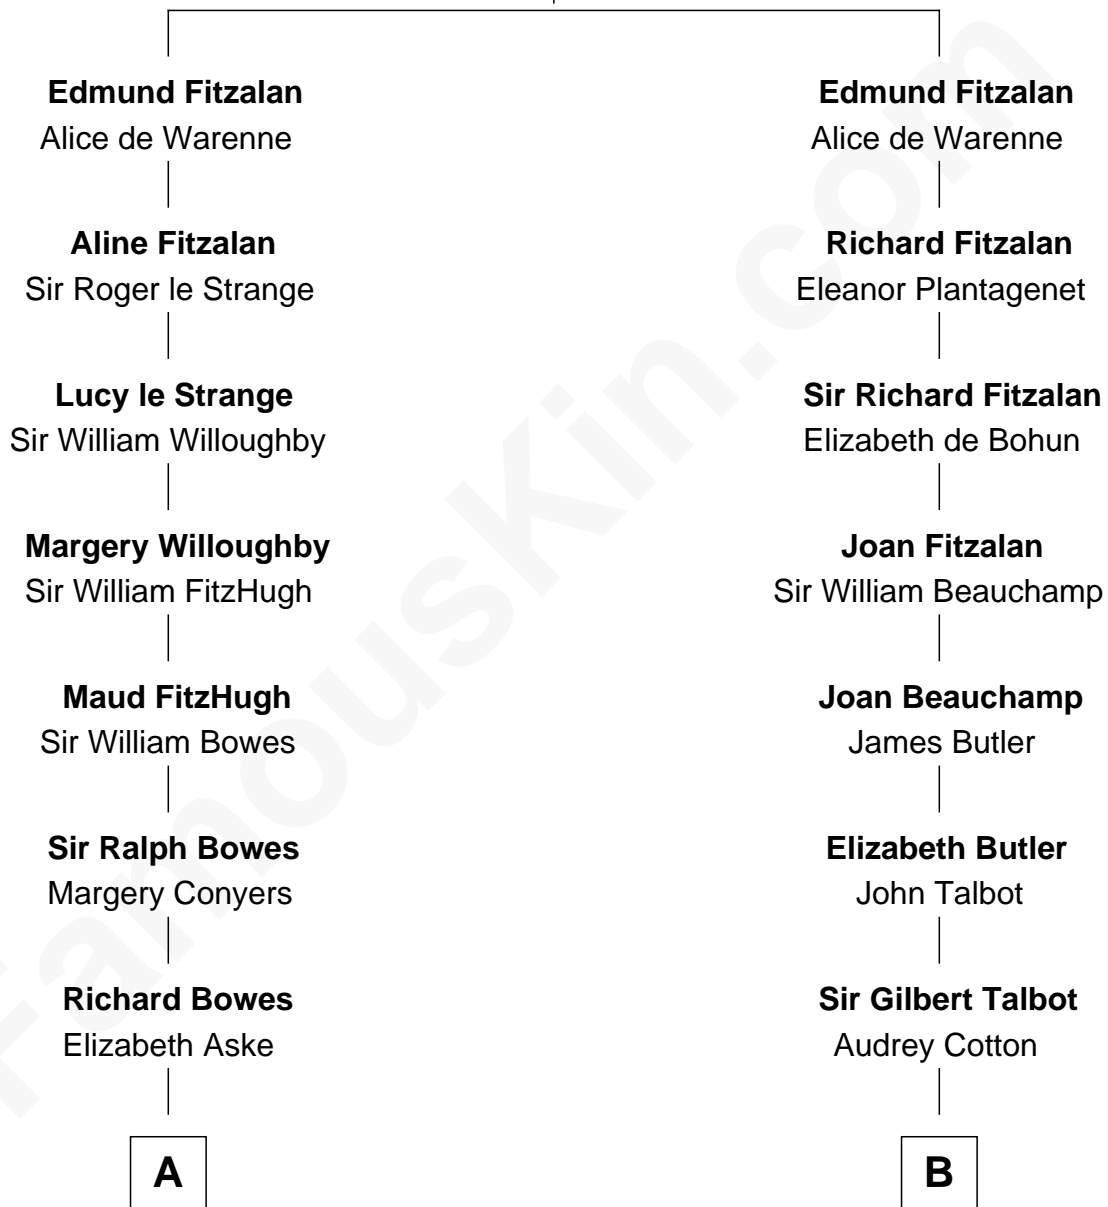 Edmund Fitzalan
Alice de Warenne
Aline Fitzalan
Sir Roger le Strange
Lucy le Strange
Sir William Willoughby
Margery Willoughby
Sir William FitzHugh
Maud FitzHugh
Sir William Bowes
Sir Ralph Bowes
Margery Conyers
Richard Bowes
Elizabeth Aske
A
Edmund Fitzalan
Alice de Warenne
Richard Fitzalan
Eleanor Plantagenet
Sir Richard Fitzalan
Elizabeth de Bohun
Joan Fitzalan
Sir William Beauchamp
Joan Beauchamp
James Butler
Elizabeth Butler
John Talbot
Sir Gilbert Talbot
Audrey Cotton
B
FamousKin.com